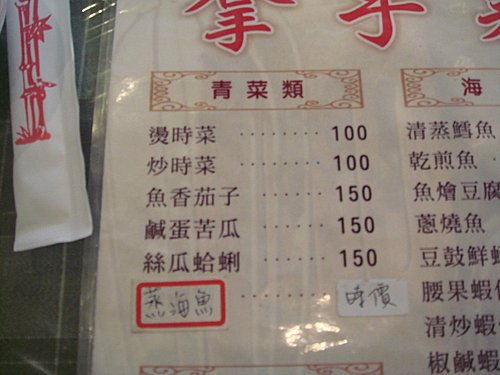 拿手
青菜類
燙時菜 ········ 100
炒時菜 ········ 100
魚香茄子 ······ 150
鹹蛋苦瓜 ······ 150
絲瓜蛤蜊 ······ 150
蒸海魚 ······ 時價
海
清蒸鱈魚
乾煎魚
魚燴豆腐
蔥燒魚
豆鼓鮮
腰果蝦
清炒蝦
椒鹹蝦